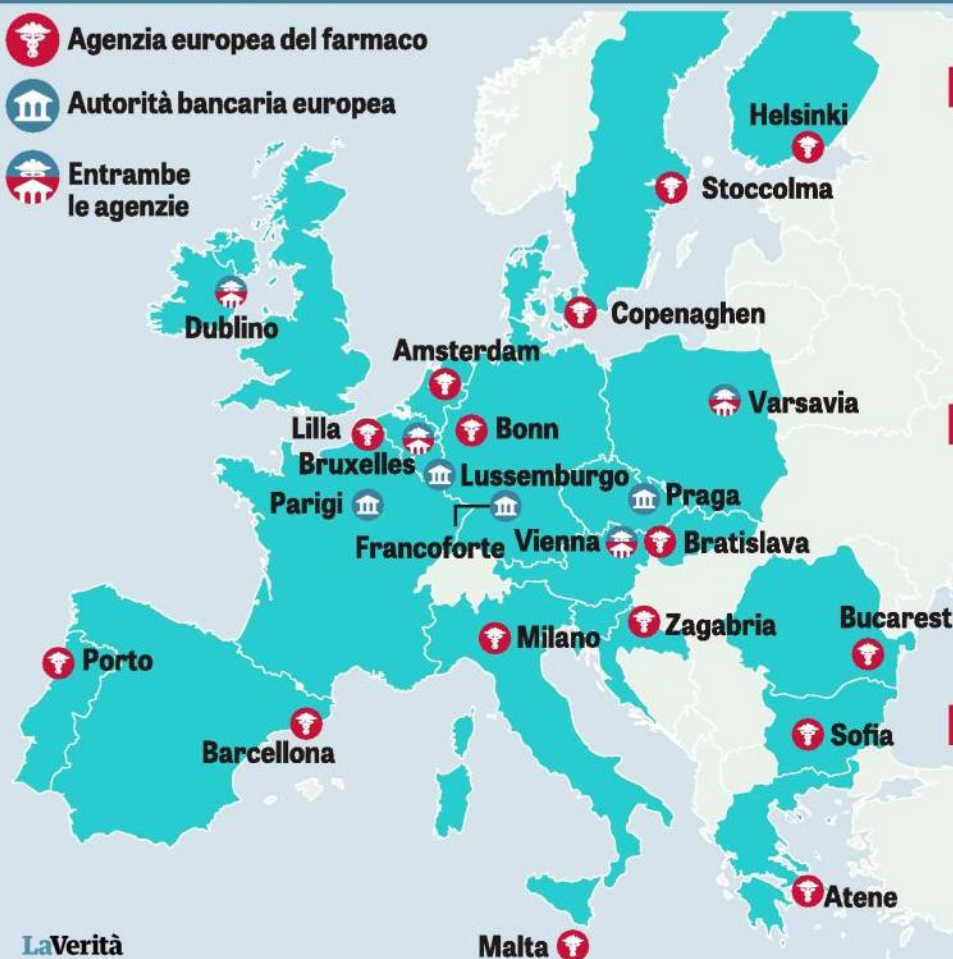 Agenzia europea del farmaco
Autorità bancaria europea
Entrambe
le agenzie
Helsinki
Stoccolma
Copenaghen
Dublino
Amsterdam
Varsavia
Lilla
Bonn
Bruxelles
Lussemburgo
Parigi
Praga
Francoforte
Vienna
Bratislava
Zagabria
Bucarest
Milano
Porto
Sofia
Barcellona
Atene
Malta
LaVerità